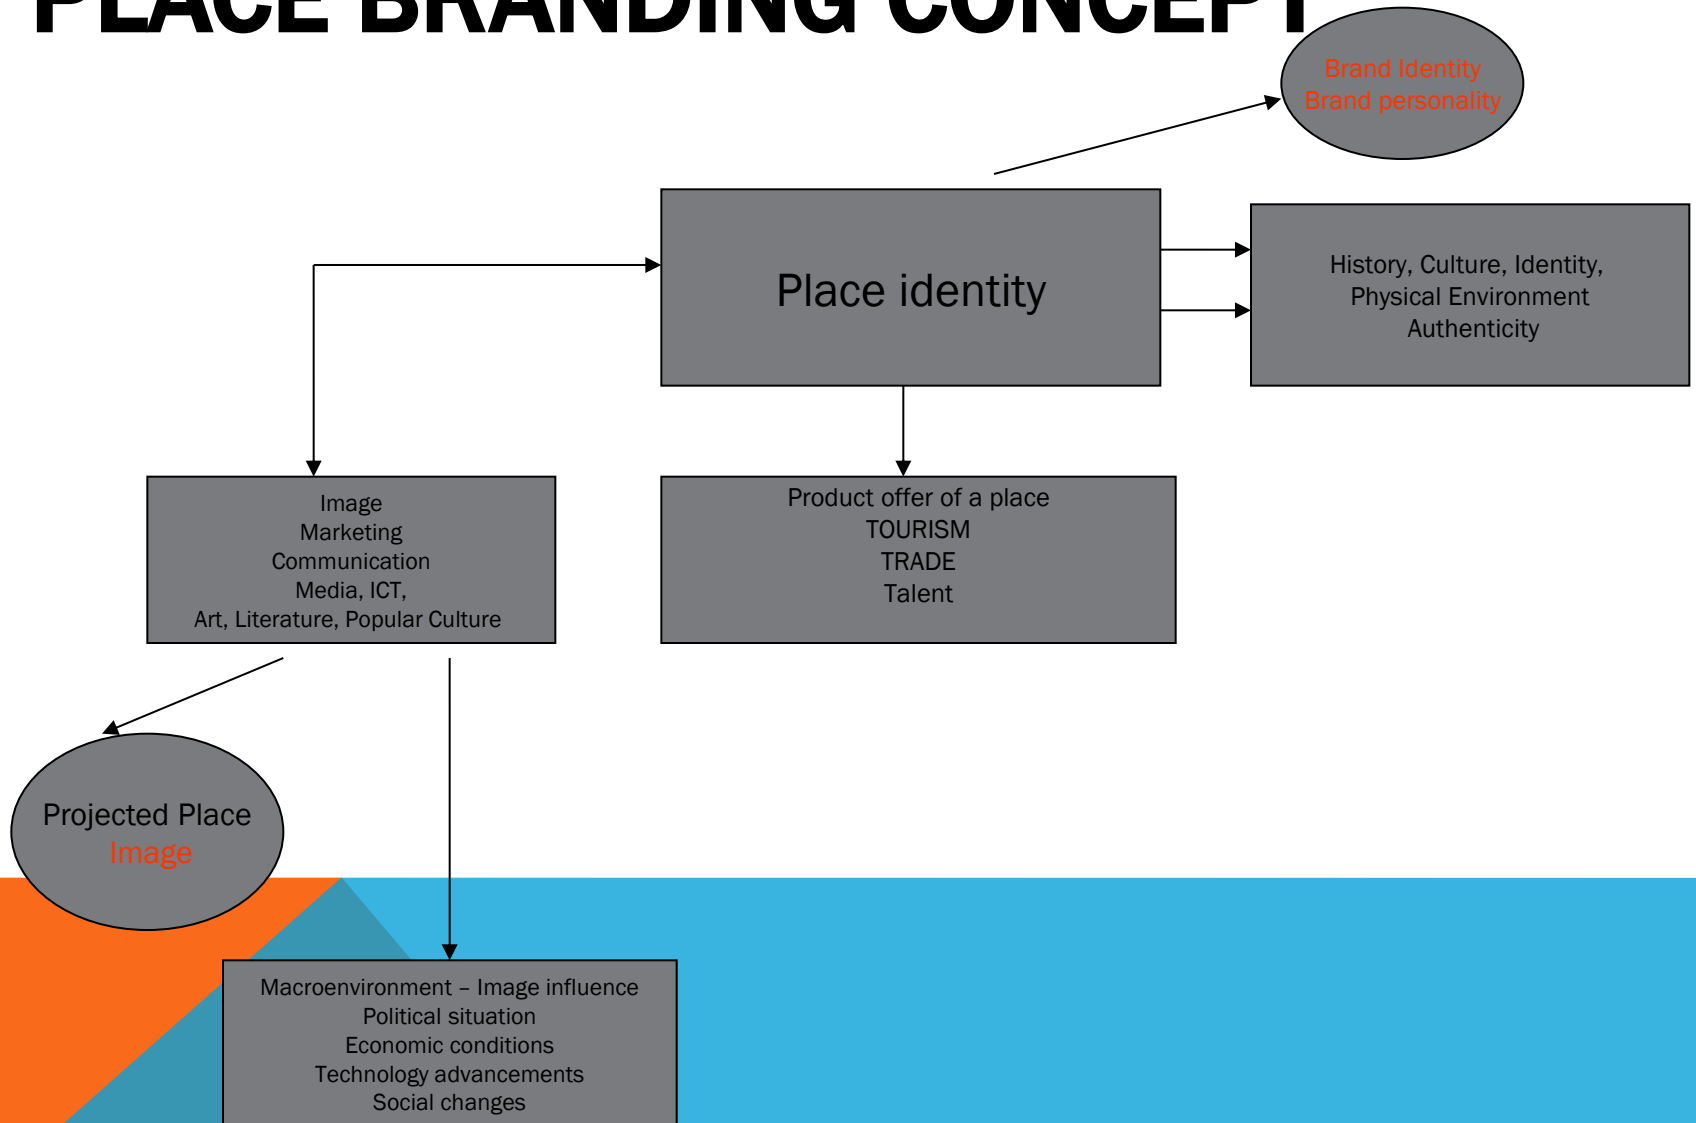 PLACE BRANDING CONCEPT
Brand Identity
Brand personality
Place identity
History, Culture, Identity,
Physical Environment
Authenticity
Image
Marketing
Communication
Media, ICT,
Art, Literature, Popular Culture
Product offer of a place
TOURISM
TRADE
Talent
Projected Place
Image
Macroenvironment – Image influence
Political situation
Economic conditions
Technology advancements
Social changes